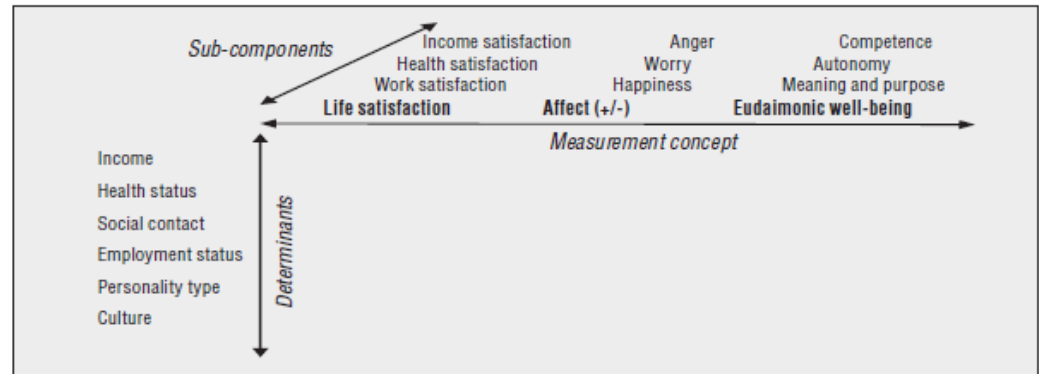 Sub-components
Income satisfaction Anger Competence
Health satisfaction Worry Autonomy
Work satisfaction Happiness Meaning and purpose
Life satisfaction Affect (+/-) Eudaimonic well-being
Measurement concept
Income
Health status
Social contact
Employment status
Personality type
Culture
Determinants